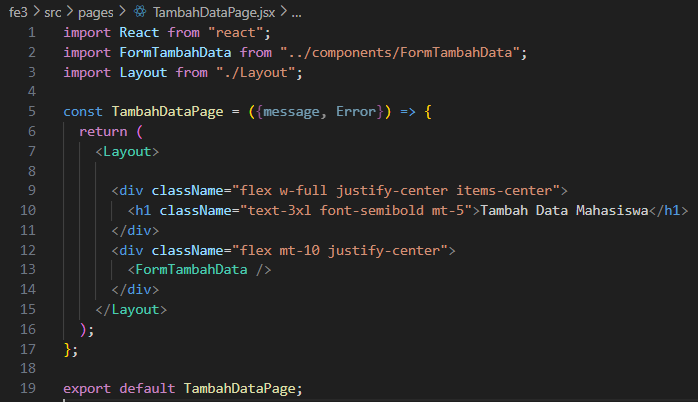 fe3 > src > pages > TambahDataPage.jsx > ...
1 import React from "react";
2 import FormTambahData from "../components/FormTambahData";
3 import Layout from "./Layout";
4
5 const TambahDataPage = ({message, Error}) => {
6   return (
7     <Layout>
8
9       <div className="flex w-full justify-center items-center">
10         <h1 className="text-3xl font-semibold mt-5">Tambah Data Mahasiswa</h1>
11       </div>
12       <div className="flex mt-10 justify-center">
13         <FormTambahData />
14       </div>
15     </Layout>
16   );
17 };
18
19 export default TambahDataPage;